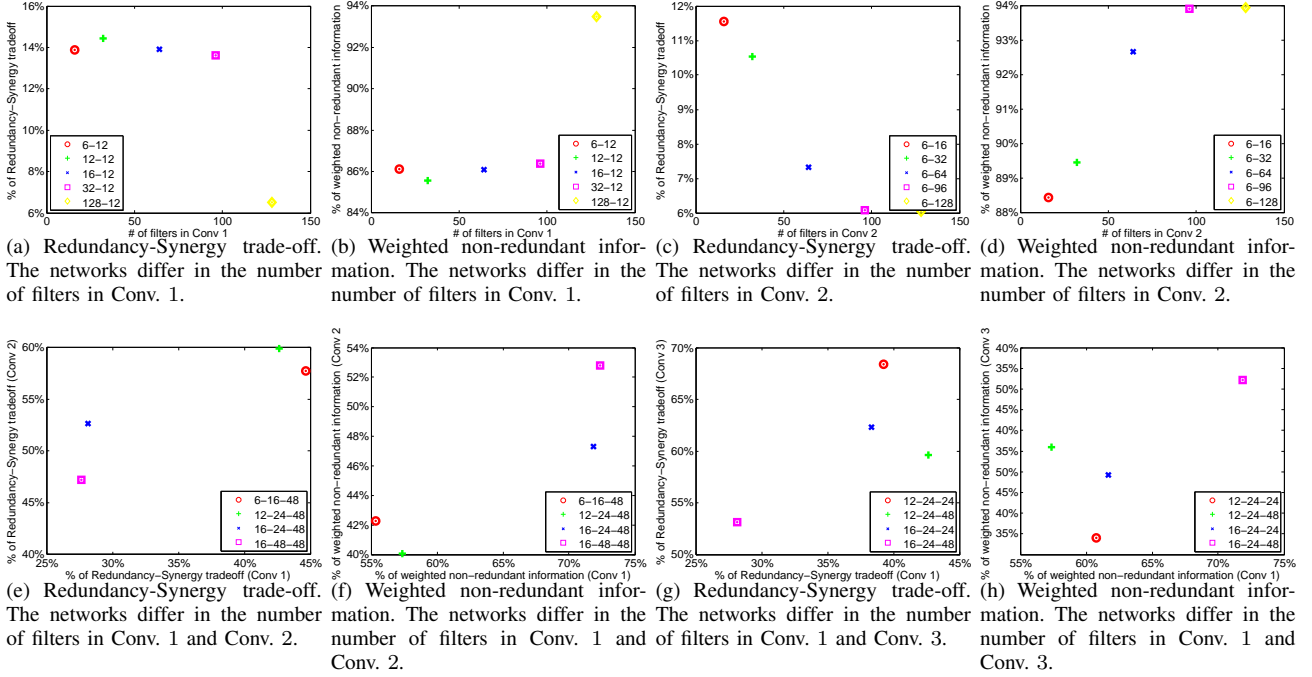 16%
14%
12%
10%
8%
6%
0
50
100
150
% of Redundancy−Synergy tradeoff
# of filters in Conv 1
6−12
12−12
16−12
32−12
128−12
94%
92%
90%
88%
86%
84%
0
50
100
150
% of weighted non−redundant information
# of filters in Conv 1
6−12
12−12
16−12
32−12
128−12
12%
11%
10%
9%
8%
7%
6%
0
50
100
150
% of Redundancy−Synergy tradeoff
# of filters in Conv 2
6−16
6−32
6−64
6−96
6−128
94%
93%
92%
91%
90%
89%
88%
0
50
100
150
% of weighted non−redundant information
# of filters in Conv 2
6−16
6−32
6−64
6−96
6−128
(a) Redundancy-Synergy trade-off.
The networks differ in the number
of filters in Conv. 1.
(b) Weighted non-redundant infor-
mation. The networks differ in the
number of filters in Conv. 1.
(c) Redundancy-Synergy trade-off.
The networks differ in the number
of filters in Conv. 2.
(d) Weighted non-redundant infor-
mation. The networks differ in the
number of filters in Conv. 2.
60%
55%
50%
45%
40%
25%
30%
35%
40%
45%
% of Redundancy−Synergy tradeoff (Conv 2)
% of Redundancy−Synergy tradeoff (Conv 1)
6−16−48
12−24−48
16−24−48
16−48−48
54%
52%
50%
48%
46%
44%
42%
40%
55%
60%
65%
70%
75%
% of weighted non−redundant information (Conv 2
% of weighted non−redundant information (Conv 1)
6−16−48
12−24−48
16−24−48
16−48−48
70%
65%
60%
55%
50%
25%
30%
35%
40%
45%
% of Redundancy−Synergy tradeoff (Conv 3)
% of Redundancy−Synergy tradeoff (Conv 1)
12−24−24
12−24−48
16−24−24
16−24−48
40%
35%
55%
60%
65%
70%
75%
% of weighted non−redundant information (Conv 3
% of weighted non−redundant information (Conv 1)
12−24−24
12−24−48
16−24−24
16−24−48
(e) Redundancy-Synergy trade-off.
The networks differ in the number
of filters in Conv. 1 and Conv. 2.
(f) Weighted non-redundant infor-
mation. The networks differ in the
number of filters in Conv. 1 and
Conv. 2.
(g) Redundancy-Synergy trade-off.
The networks differ in the number
of filters in Conv. 1 and Conv. 3.
(h) Weighted non-redundant infor-
mation. The networks differ in the
number of filters in Conv. 1 and
Conv. 3.